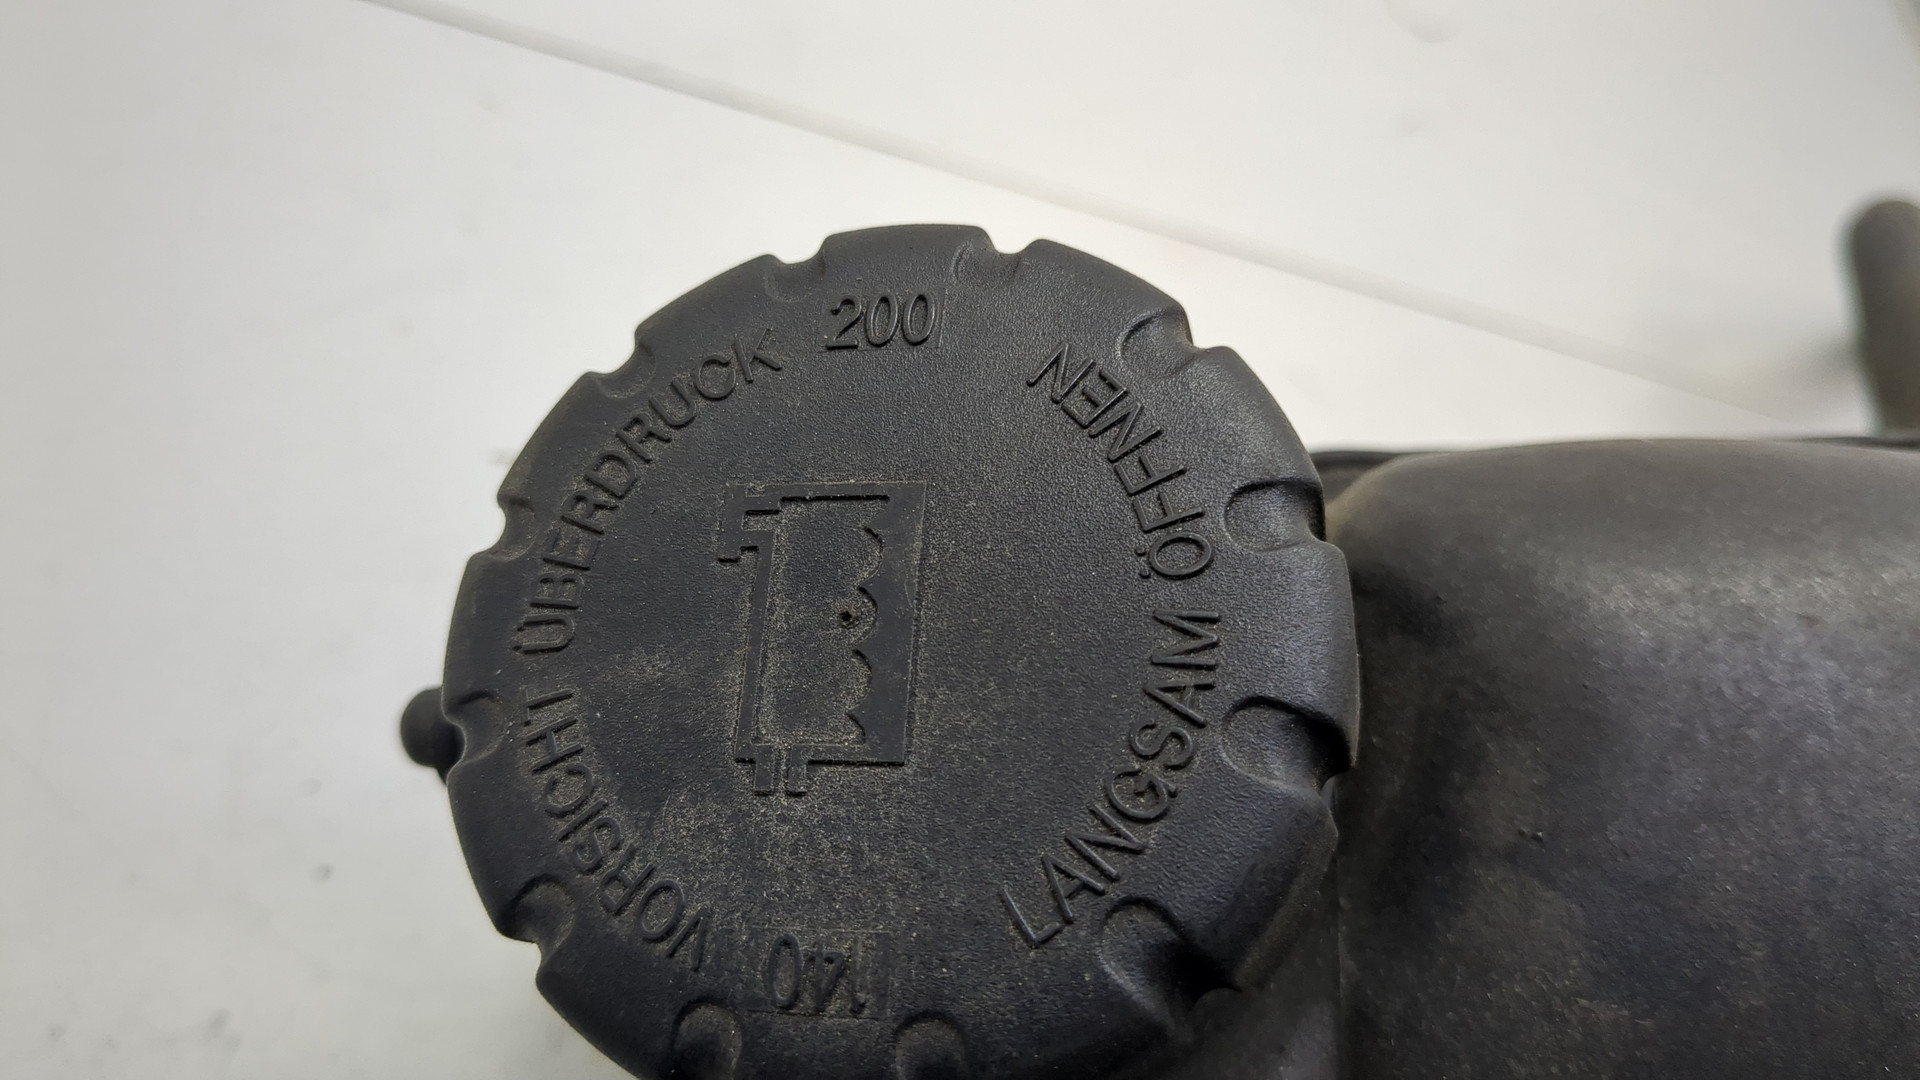 200
VORSICHT ÜBERDRUCK
LANGSAM ÖFFNEN
140